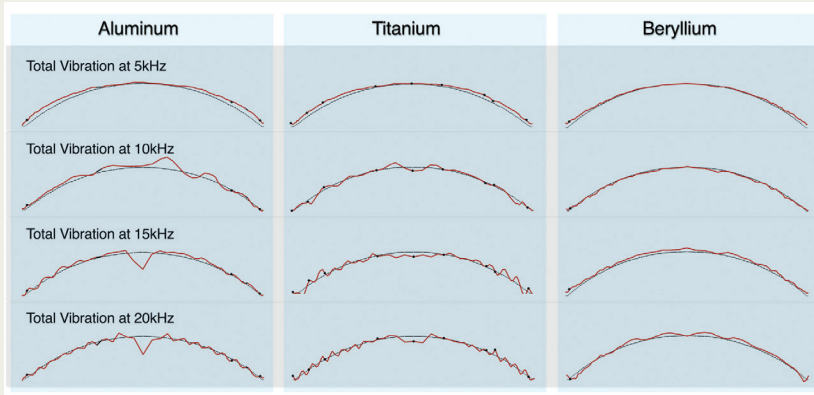 Aluminum
Titanium
Beryllium
Total Vibration at 5kHz
Total Vibration at 10kHz
Total Vibration at 15kHz
Total Vibration at 20kHz